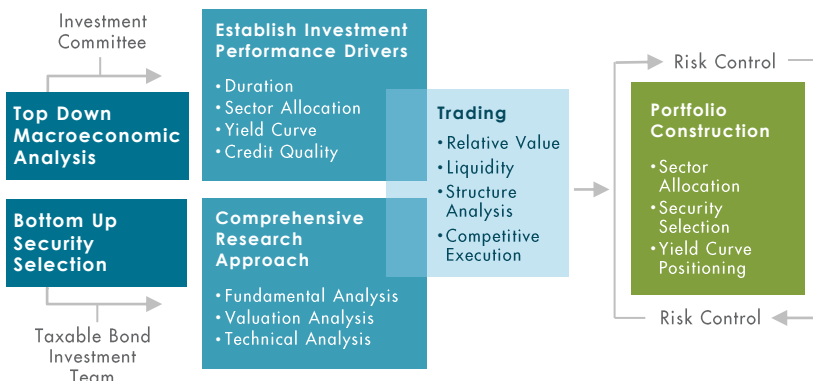 Investment
Committee
Top Down
Macroeconomic
Analysis
Bottom Up
Security
Selection
Taxable Bond
Investment
Team
Establish Investment
Performance Drivers
• Duration
• Sector Allocation
• Yield Curve
• Credit Quality
Comprehensive
Research
Approach
• Fundamental Analysis
• Valuation Analysis
• Technical Analysis
Trading
• Relative Value
• Liquidity
• Structure
Analysis
• Competitive
Execution
Risk Control
Portfolio
Construction
• Sector
Allocation
• Security
Selection
• Yield Curve
Positioning
Risk Control